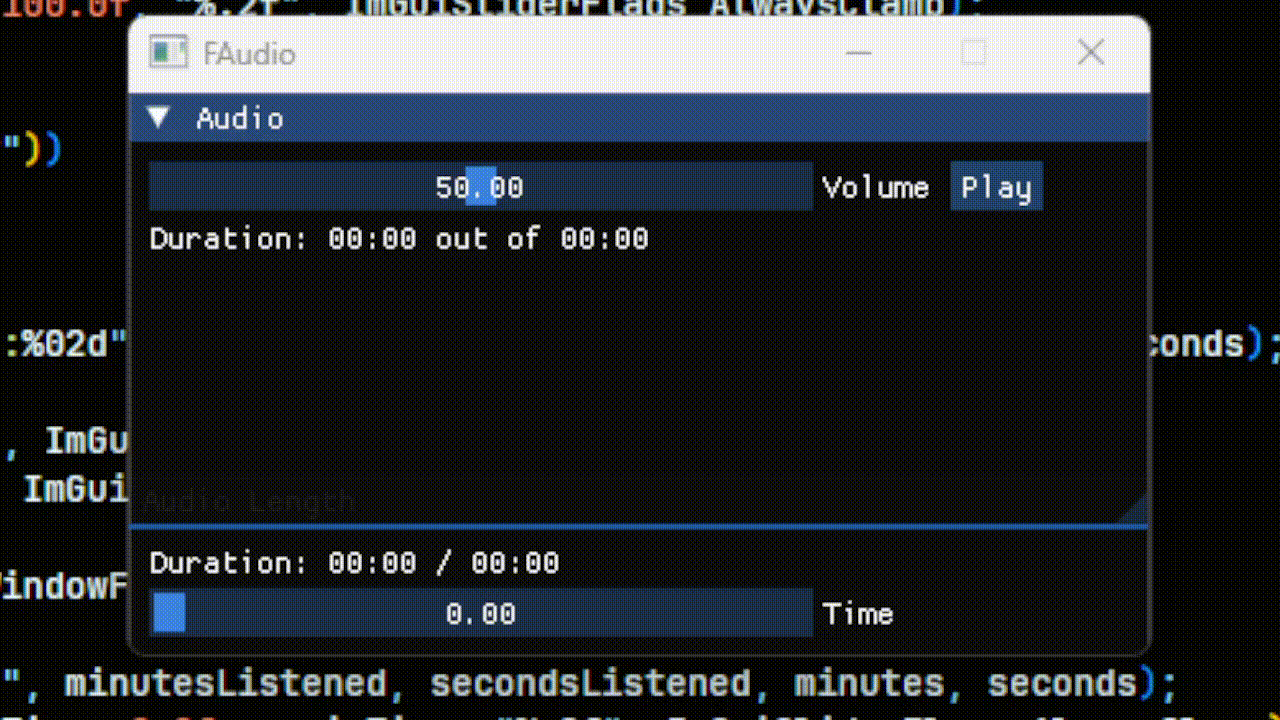 100.0f, "%.2f", ImGuiSliderFlags_AlwaysClamp);
FAudio
Audio
"))
50.00 Volume Play
Duration: 00:00 out of 00:00
:%02d" conds);
, ImGu
ImGui
Audio Length
Duration: 00:00 / 00:00
indowF
0.00 Time
", minutesListened, secondsListened, minutes, seconds);